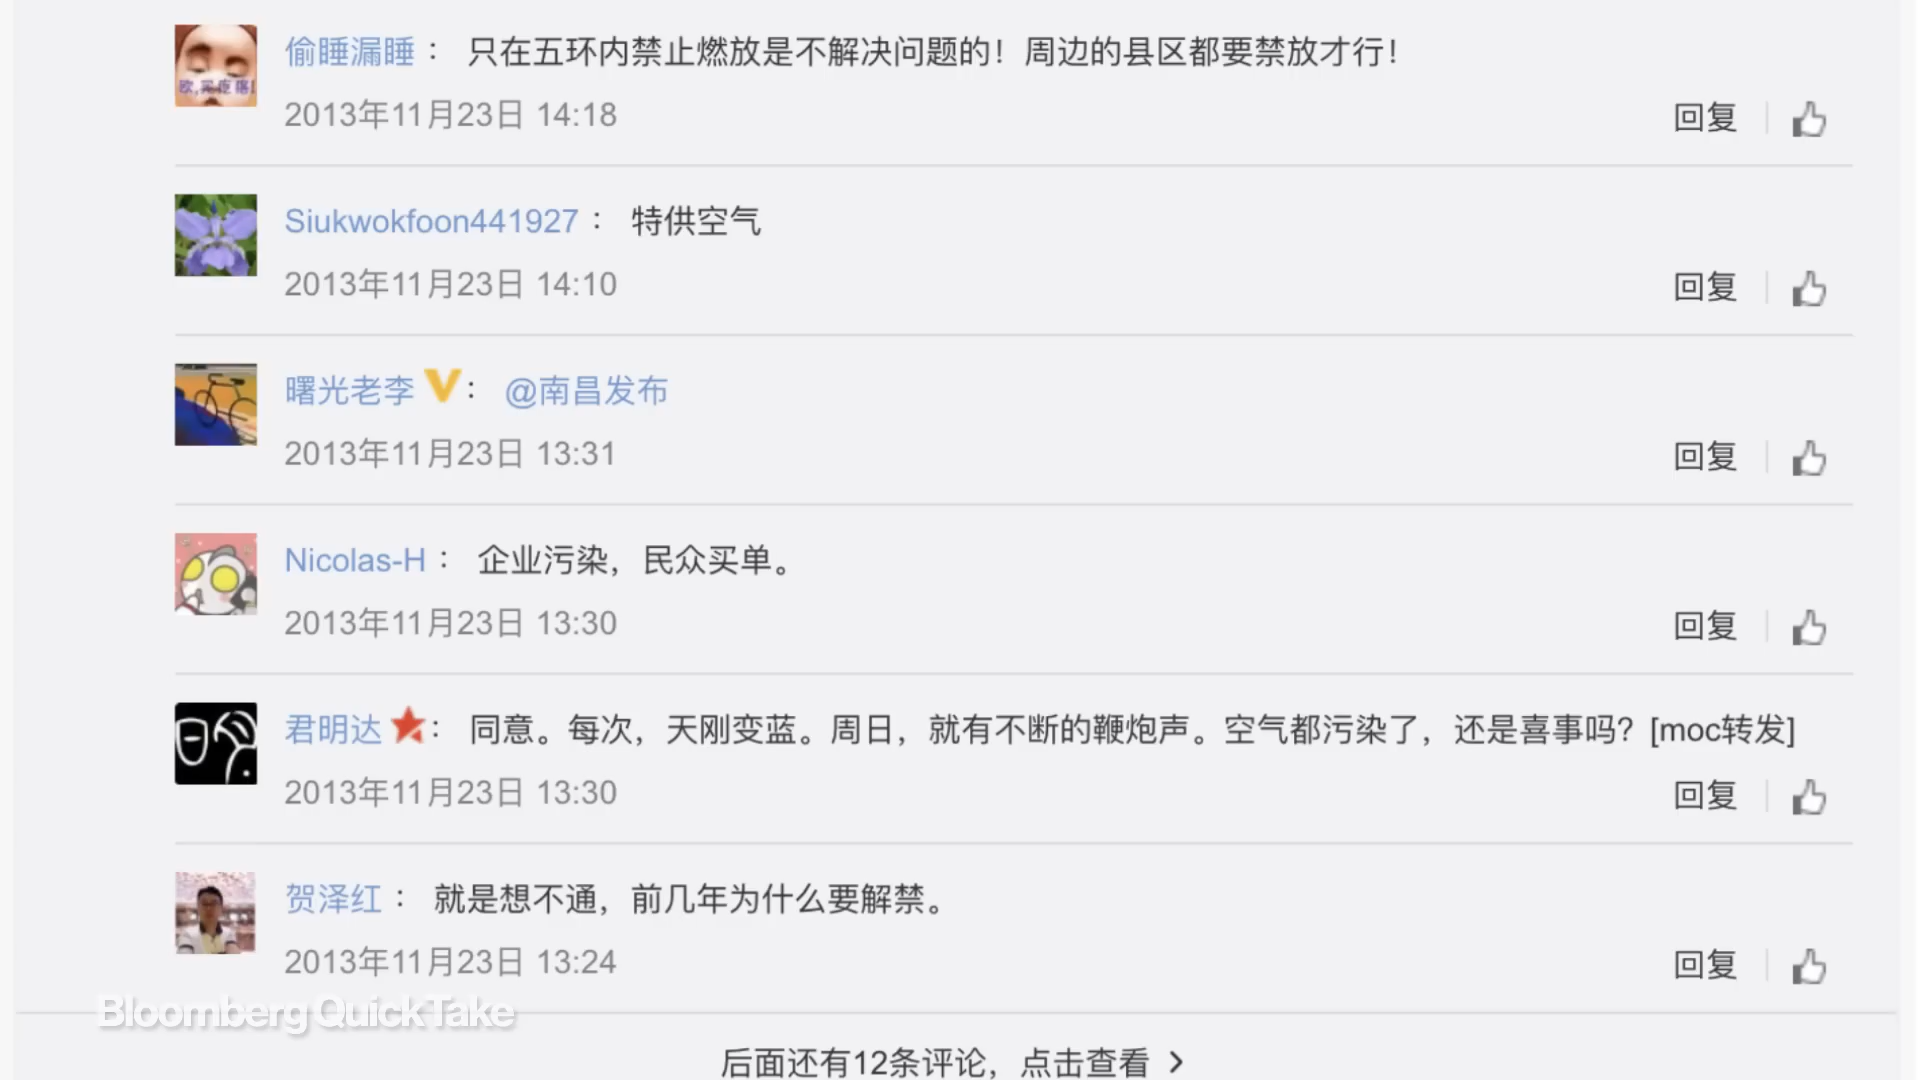 偷睡漏睡： 只在五环内禁止燃放是不解决问题的！周边的县区都要禁放才行！
2013年11月23日 14:18
回复
Siukwokfoon441927： 特供空气
2013年11月23日 14:10
回复
曙光老李 V： @南昌发布
2013年11月23日 13:31
回复
Nicolas-H： 企业污染，民众买单。
2013年11月23日 13:30
回复
君明达： 同意。每次，天刚变蓝。周日，就有不断的鞭炮声。空气都污染了，还是喜事吗？[moc转发]
2013年11月23日 13:30
回复
贺泽红： 就是想不通，前几年为什么要解禁。
2013年11月23日 13:24
回复
Bloomberg QuickTake
后面还有12条评论，点击查看 >